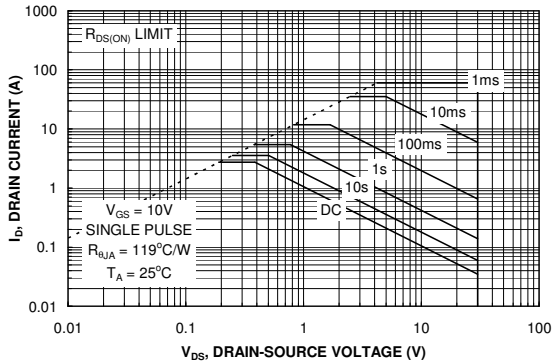 1000
R_DS(ON) LIMIT
100
1ms
10ms
10
100ms
1s
1
10s
DC
V_GS = 10V
SINGLE PULSE
R_θJA = 119°C/W
T_A = 25°C
0.1
0.01
0.01 0.1 1 10 100
I_D, DRAIN CURRENT (A)
V_DS, DRAIN-SOURCE VOLTAGE (V)